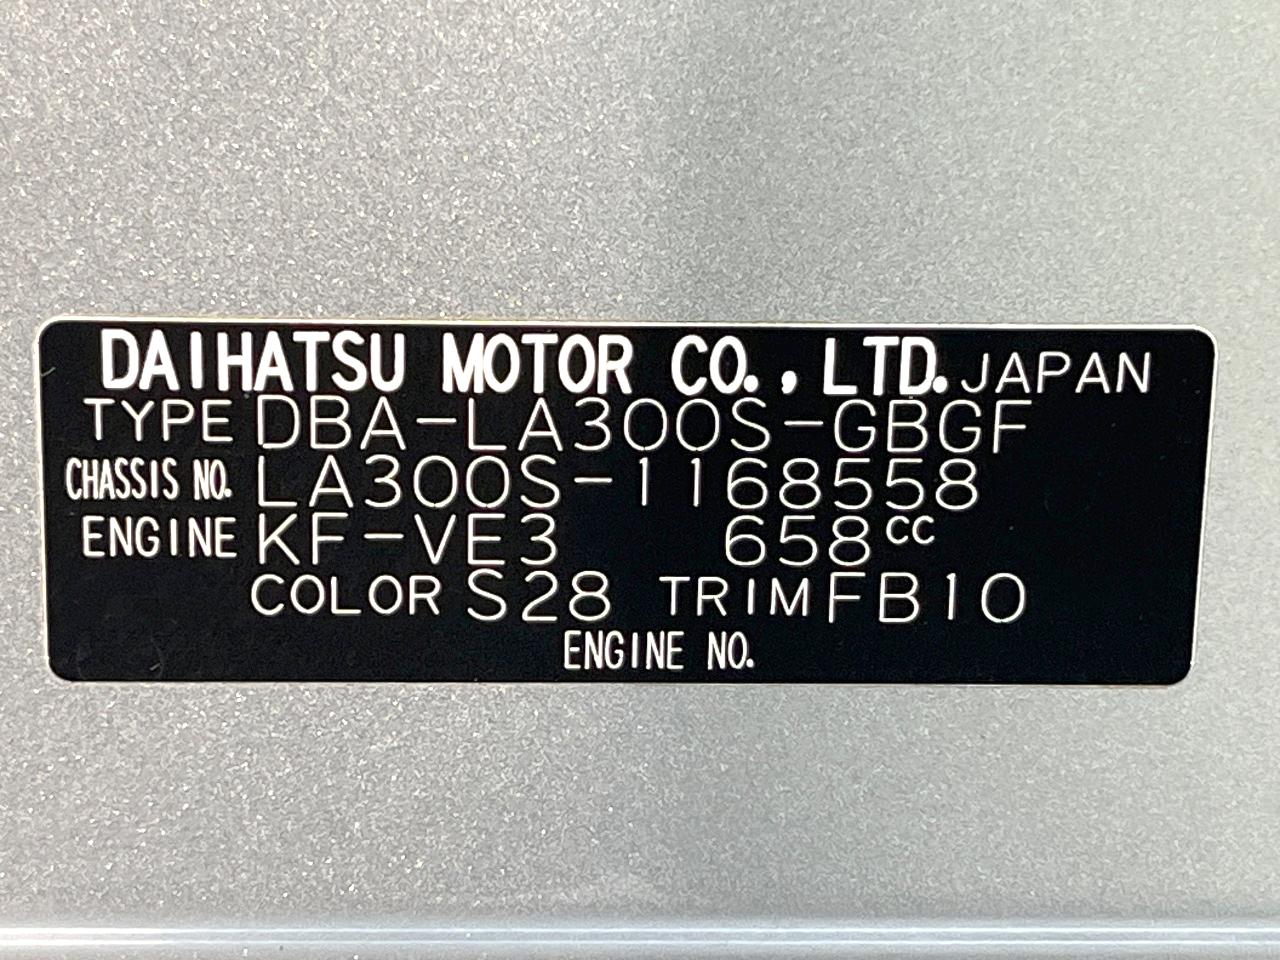 DAIHATSU MOTOR CO., LTD. JAPAN
TYPE DBA-LA300S-GBGF
CHASSIS NO. LA300S-1168558
ENGINE KF-VE3 658cc
COLOR S28 TRIM FB10
ENGINE NO.